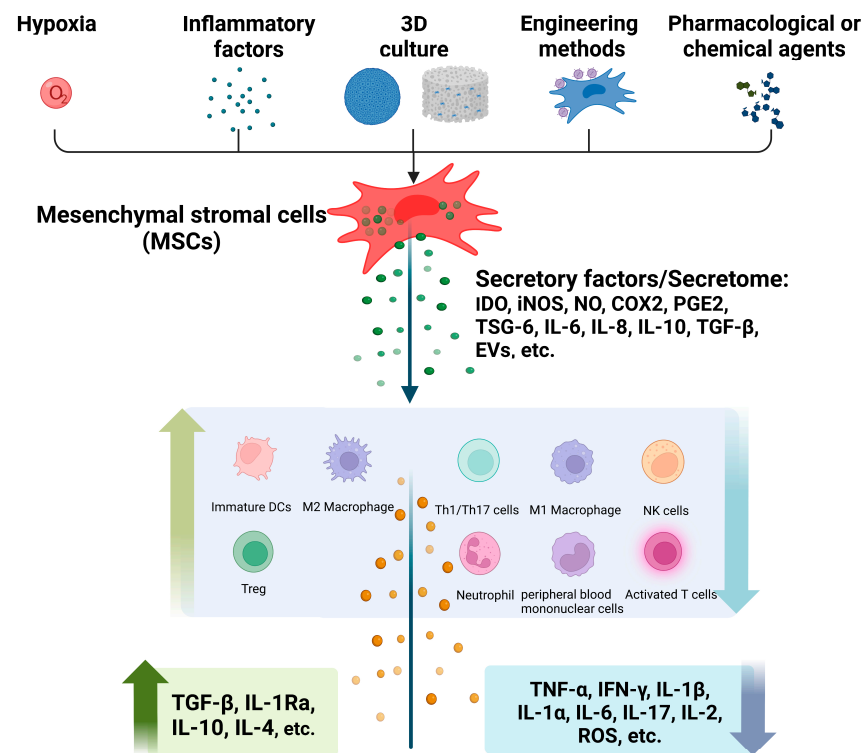 Hypoxia
Inflammatory
factors
3D
culture
Engineering
methods
Pharmacological or
chemical agents
O2
Mesenchymal stromal cells
(MSCs)
Secretory factors/Secretome:
IDO, iNOS, NO, COX2, PGE2,
TSG-6, IL-6, IL-8, IL-10, TGF-β,
EVs, etc.
Immature DCs
M2 Macrophage
Th1/Th17 cells
M1 Macrophage
NK cells
Treg
Neutrophil
peripheral blood
mononuclear cells
Activated T cells
TGF-β, IL-1Ra,
IL-10, IL-4, etc.
TNF-α, IFN-γ, IL-1β,
IL-1α, IL-6, IL-17, IL-2,
ROS, etc.